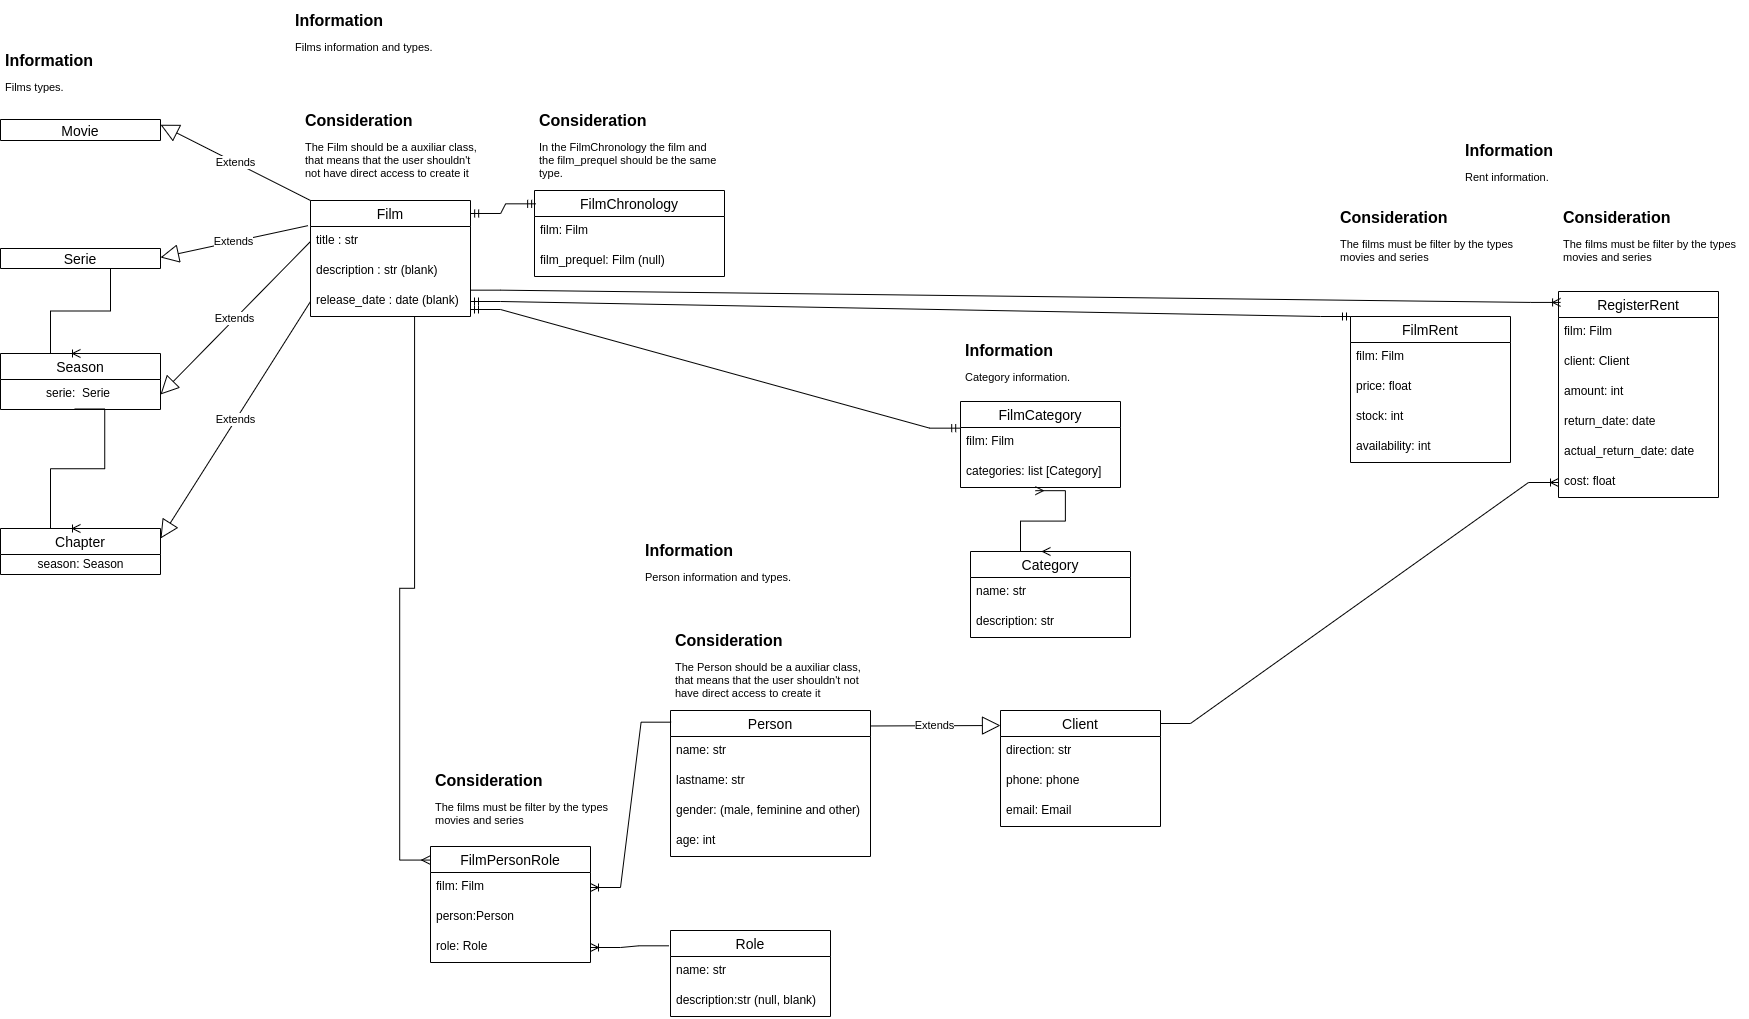 Information
Films information and types.
Information
Films types.
Movie
Extends
Serie
Extends
Season
serie:  Serie
Extends
Chapter
season: Season
Extends
Consideration
The Film should be a auxiliar class,
that means that the user shouldn't
not have direct access to create it
Film
title : str
description : str (blank)
release_date : date (blank)
Consideration
In the FilmChronology the film and
the film_prequel should be the same
type.
FilmChronology
film: Film
film_prequel: Film (null)
Information
Rent information.
Consideration
The films must be filter by the types
movies and series
FilmRent
film: Film
price: float
stock: int
availability: int
Consideration
The films must be filter by the types
movies and series
RegisterRent
film: Film
client: Client
amount: int
return_date: date
actual_return_date: date
cost: float
Information
Category information.
FilmCategory
film: Film
categories: list [Category]
Category
name: str
description: str
Information
Person information and types.
Consideration
The Person should be a auxiliar class,
that means that the user shouldn't not
have direct access to create it
Person
name: str
lastname: str
gender: (male, feminine and other)
age: int
Extends
Client
direction: str
phone: phone
email: Email
Consideration
The films must be filter by the types
movies and series
FilmPersonRole
film: Film
person:Person
role: Role
Role
name: str
description:str (null, blank)